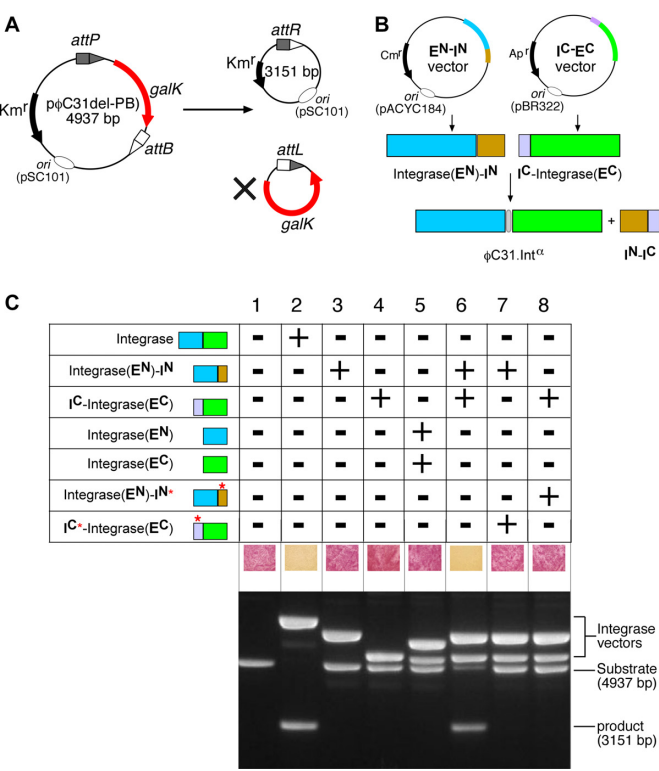 A
attP
galK
Kmr
pφC31del-PB)
4937 bp
attB
ori
(pSC101)
attR
Kmr
3151 bp
ori
(pSC101)
attL
galK
B
EN-IN
vector
Cmr
ori
(pACYC184)
IC-EC
vector
Apr
ori
(pBR322)
Integrase(EN)-IN
IC-Integrase(EC)
+
φC31.Intα
IN-IC
C
1 2 3 4 5 6 7 8
Integrase - + - - - - - -
Integrase(EN)-IN - - + - - + + -
IC-Integrase(EC) - - - + - + - +
Integrase(EN) - - - - + - - -
Integrase(EC) - - - - + - - -
*
Integrase(EN)-IN* - - - - - - - +
*
IC*-Integrase(EC) - - - - - - + -
Integrase
vectors
Substrate
(4937 bp)
product
(3151 bp)